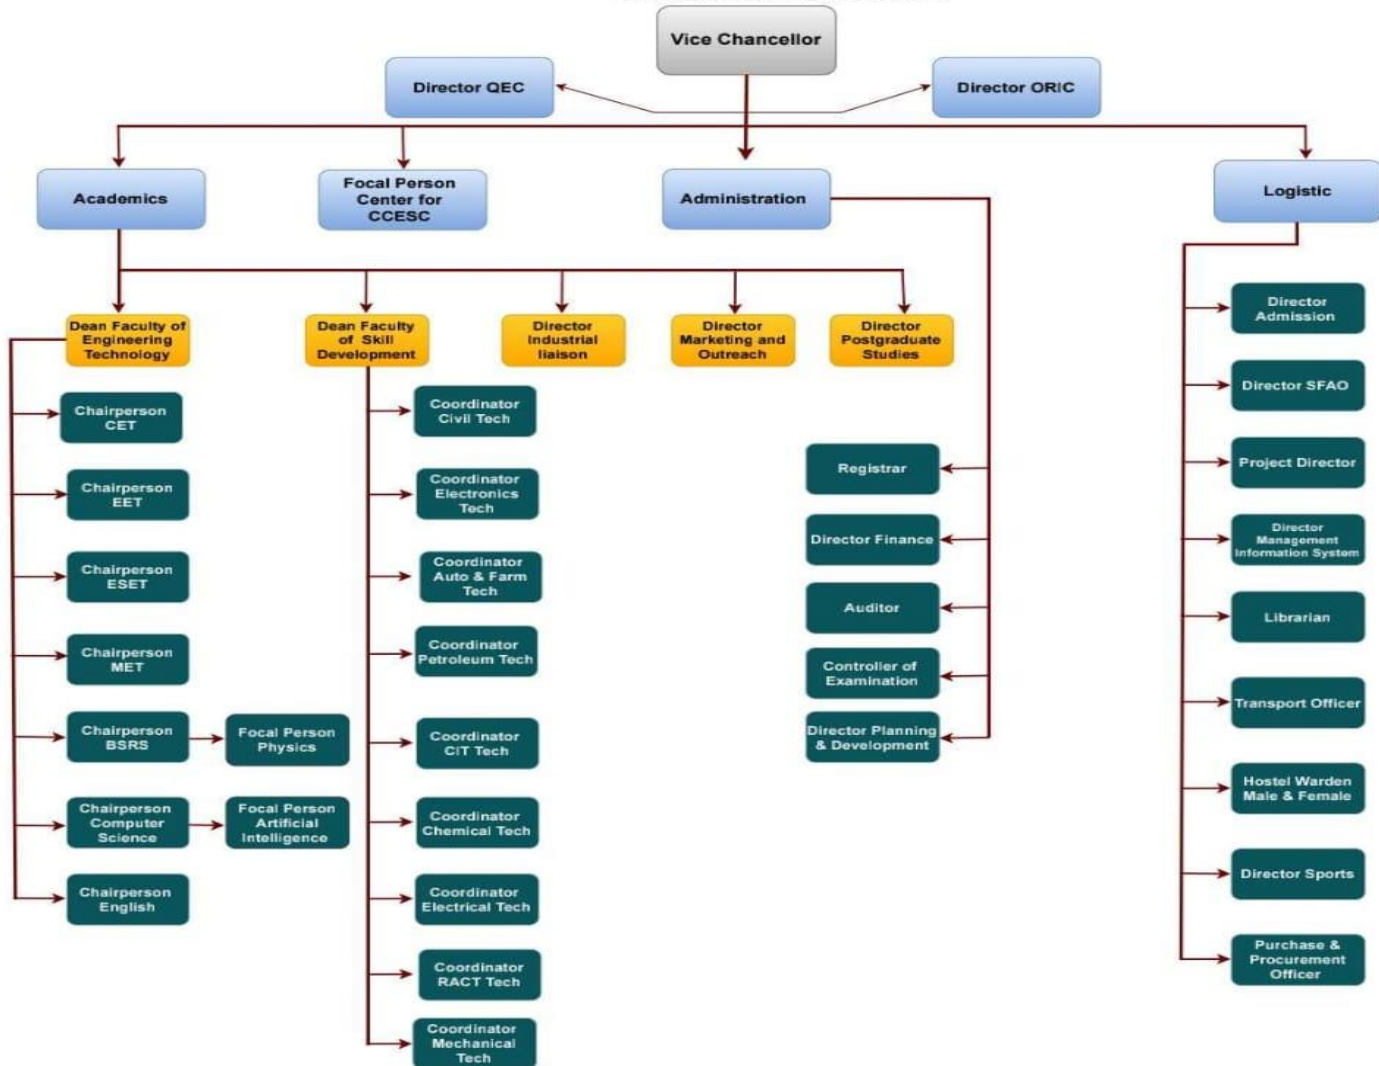 Vice Chancellor
Director QEC
Director ORIC
Academics
Focal Person
Center for
CCESC
Administration
Logistic
Dean Faculty of
Engineering
Technology
Dean Faculty
of Skill
Development
Director
Industrial
liaison
Director
Marketing and
Outreach
Director
Postgraduate
Studies
Chairperson
CET
Chairperson
EET
Chairperson
ESET
Chairperson
MET
Chairperson
BSRS
Focal Person
Physics
Chairperson
Computer
Science
Focal Person
Artificial
Intelligence
Chairperson
English
Coordinator
Civil Tech
Coordinator
Electronics
Tech
Coordinator
Auto & Farm
Tech
Coordinator
Petroleum Tech
Coordinator
CIT Tech
Coordinator
Chemical Tech
Coordinator
Electrical Tech
Coordinator
RACT Tech
Coordinator
Mechanical
Tech
Registrar
Director Finance
Auditor
Controller of
Examination
Director Planning
& Development
Director
Admission
Director SFAO
Project Director
Director
Management
Information System
Librarian
Transport Officer
Hostel Warden
Male & Female
Director Sports
Purchase &
Procurement
Officer